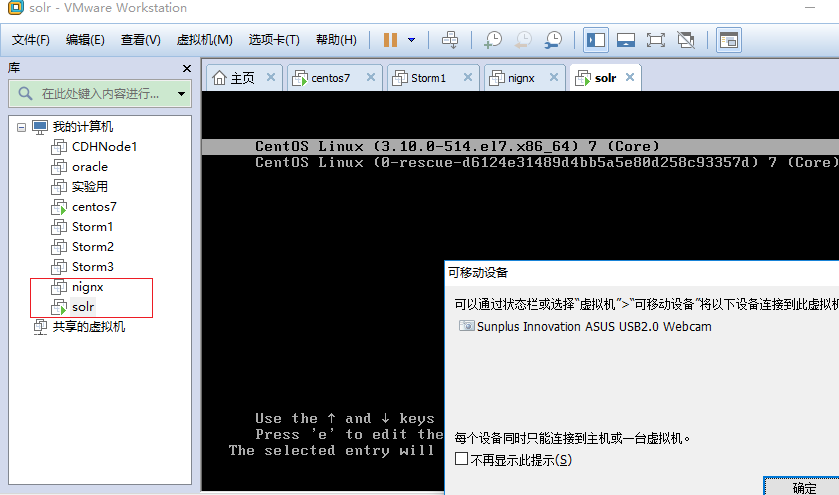 solr - VMware Workstation
文件(F) 编辑(E) 查看(V) 虚拟机(M) 选项卡(T) 帮助(H)
库
主页 centos7 Storm1 nignx solr
在此处键入内容进行...
我的计算机
CDHNode1
oracle
实验用
centos7
Storm1
Storm2
Storm3
nignx
solr
共享的虚拟机
CentOS Linux (3.10.0-514.el7.x86_64) 7 (Core)
CentOS Linux (0-rescue-d6124e31489d4bb5a5e80d258c93357d) 7 (Core)
Use the ↑ and ↓ keys
Press 'e' to edit the
The selected entry will
可移动设备
可以通过状态栏或选择“虚拟机”>“可移动设备”将以下设备连接到此虚拟机
Sunplus Innovation ASUS USB2.0 Webcam
每个设备同时只能连接到主机或一台虚拟机。
不再显示此提示(S)
确定